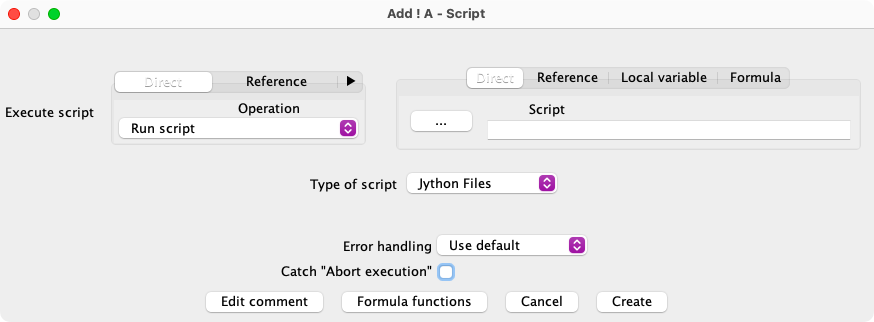 Add ! A - Script
Direct Reference
Direct Reference Local variable Formula
Execute script
Operation
Run script
...
Script
Type of script Jython Files
Error handling Use default
Catch "Abort execution"
Edit comment Formula functions Cancel Create